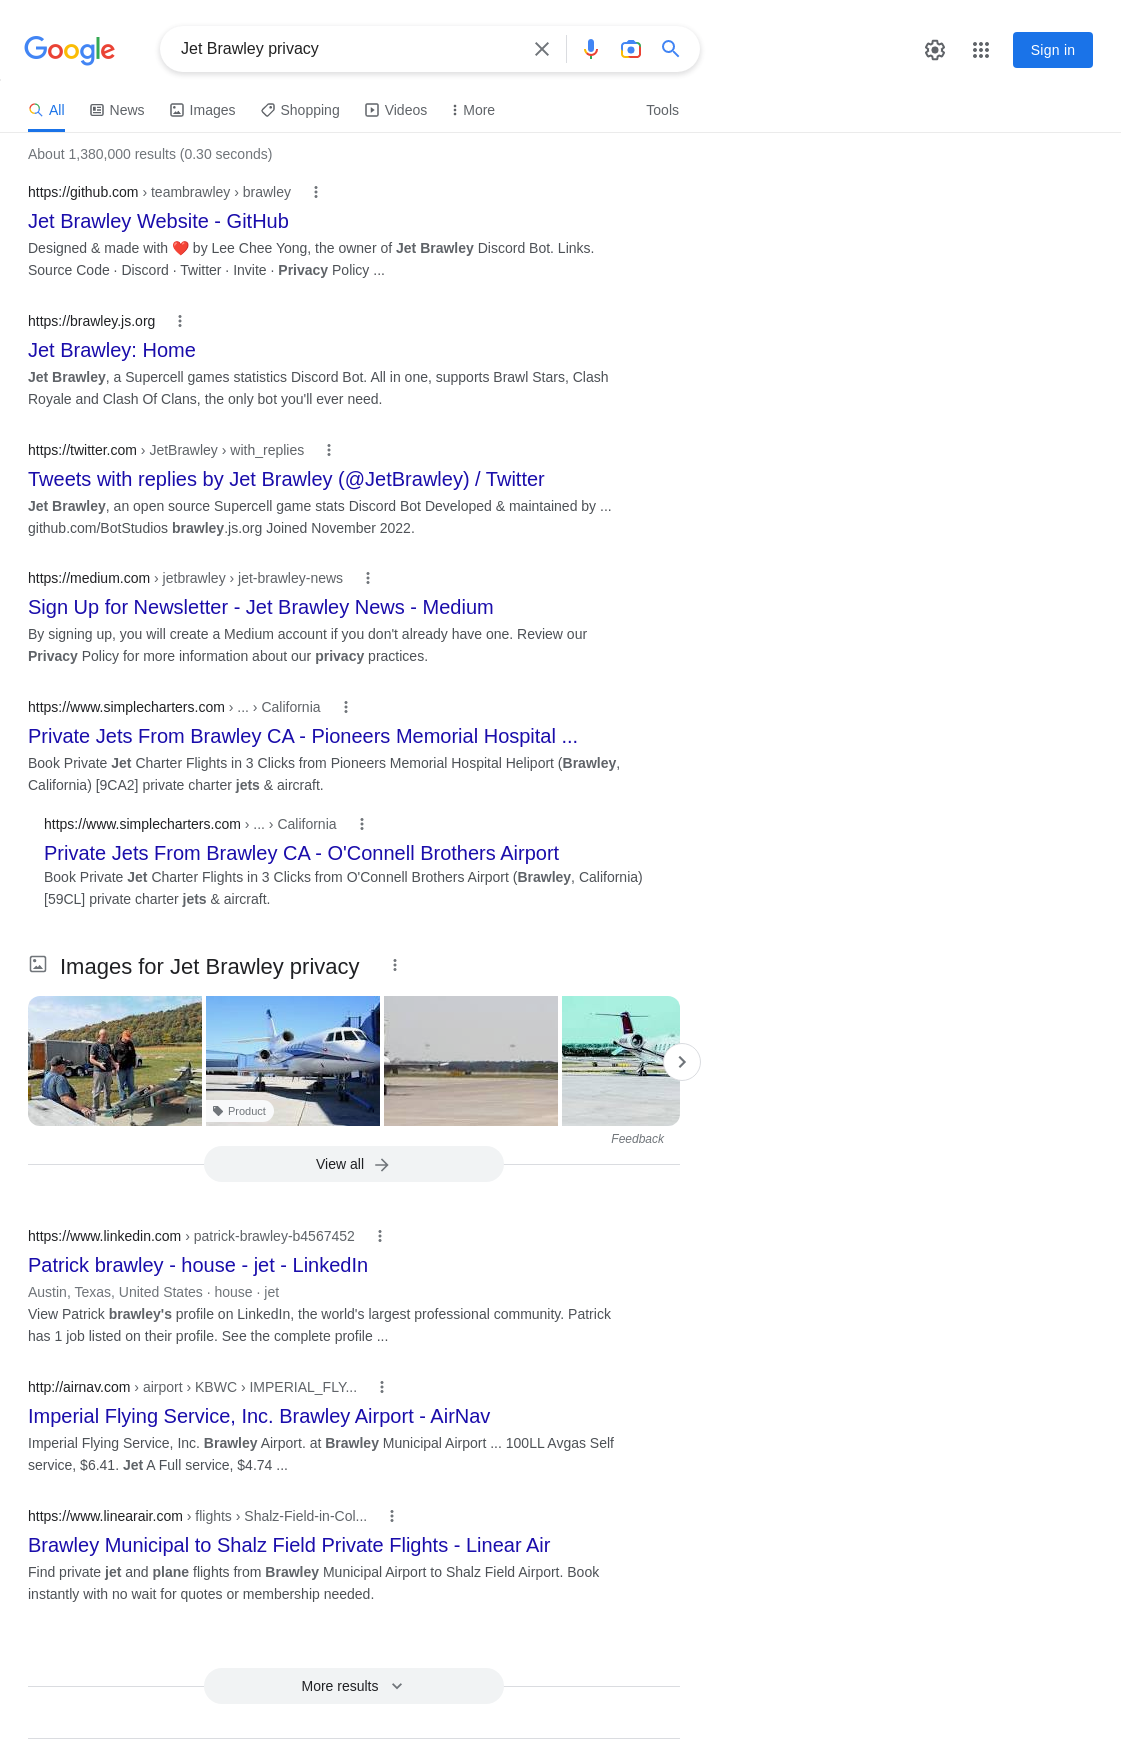 Google
Jet Brawley privacy
Sign in
All
News
Images
Shopping
Videos
More
Tools
About 1,380,000 results (0.30 seconds)
https://github.com › teambrawley › brawley
Jet Brawley Website - GitHub
Designed & made with ❤️ by Lee Chee Yong, the owner of Jet Brawley Discord Bot. Links.
Source Code · Discord · Twitter · Invite · Privacy Policy ...
https://brawley.js.org
Jet Brawley: Home
Jet Brawley, a Supercell games statistics Discord Bot. All in one, supports Brawl Stars, Clash
Royale and Clash Of Clans, the only bot you'll ever need.
https://twitter.com › JetBrawley › with_replies
Tweets with replies by Jet Brawley (@JetBrawley) / Twitter
Jet Brawley, an open source Supercell game stats Discord Bot Developed & maintained by ...
github.com/BotStudios brawley.js.org Joined November 2022.
https://medium.com › jetbrawley › jet-brawley-news
Sign Up for Newsletter - Jet Brawley News - Medium
By signing up, you will create a Medium account if you don't already have one. Review our
Privacy Policy for more information about our privacy practices.
https://www.simplecharters.com › ... › California
Private Jets From Brawley CA - Pioneers Memorial Hospital ...
Book Private Jet Charter Flights in 3 Clicks from Pioneers Memorial Hospital Heliport (Brawley,
California) [9CA2] private charter jets & aircraft.
https://www.simplecharters.com › ... › California
Private Jets From Brawley CA - O'Connell Brothers Airport
Book Private Jet Charter Flights in 3 Clicks from O'Connell Brothers Airport (Brawley, California)
[59CL] private charter jets & aircraft.
Images for Jet Brawley privacy
Product
Feedback
View all
https://www.linkedin.com › patrick-brawley-b4567452
Patrick brawley - house - jet - LinkedIn
Austin, Texas, United States · house · jet
View Patrick brawley's profile on LinkedIn, the world's largest professional community. Patrick
has 1 job listed on their profile. See the complete profile ...
http://airnav.com › airport › KBWC › IMPERIAL_FLY...
Imperial Flying Service, Inc. Brawley Airport - AirNav
Imperial Flying Service, Inc. Brawley Airport. at Brawley Municipal Airport ... 100LL Avgas Self
service, $6.41. Jet A Full service, $4.74 ...
https://www.linearair.com › flights › Shalz-Field-in-Col...
Brawley Municipal to Shalz Field Private Flights - Linear Air
Find private jet and plane flights from Brawley Municipal Airport to Shalz Field Airport. Book
instantly with no wait for quotes or membership needed.
More results